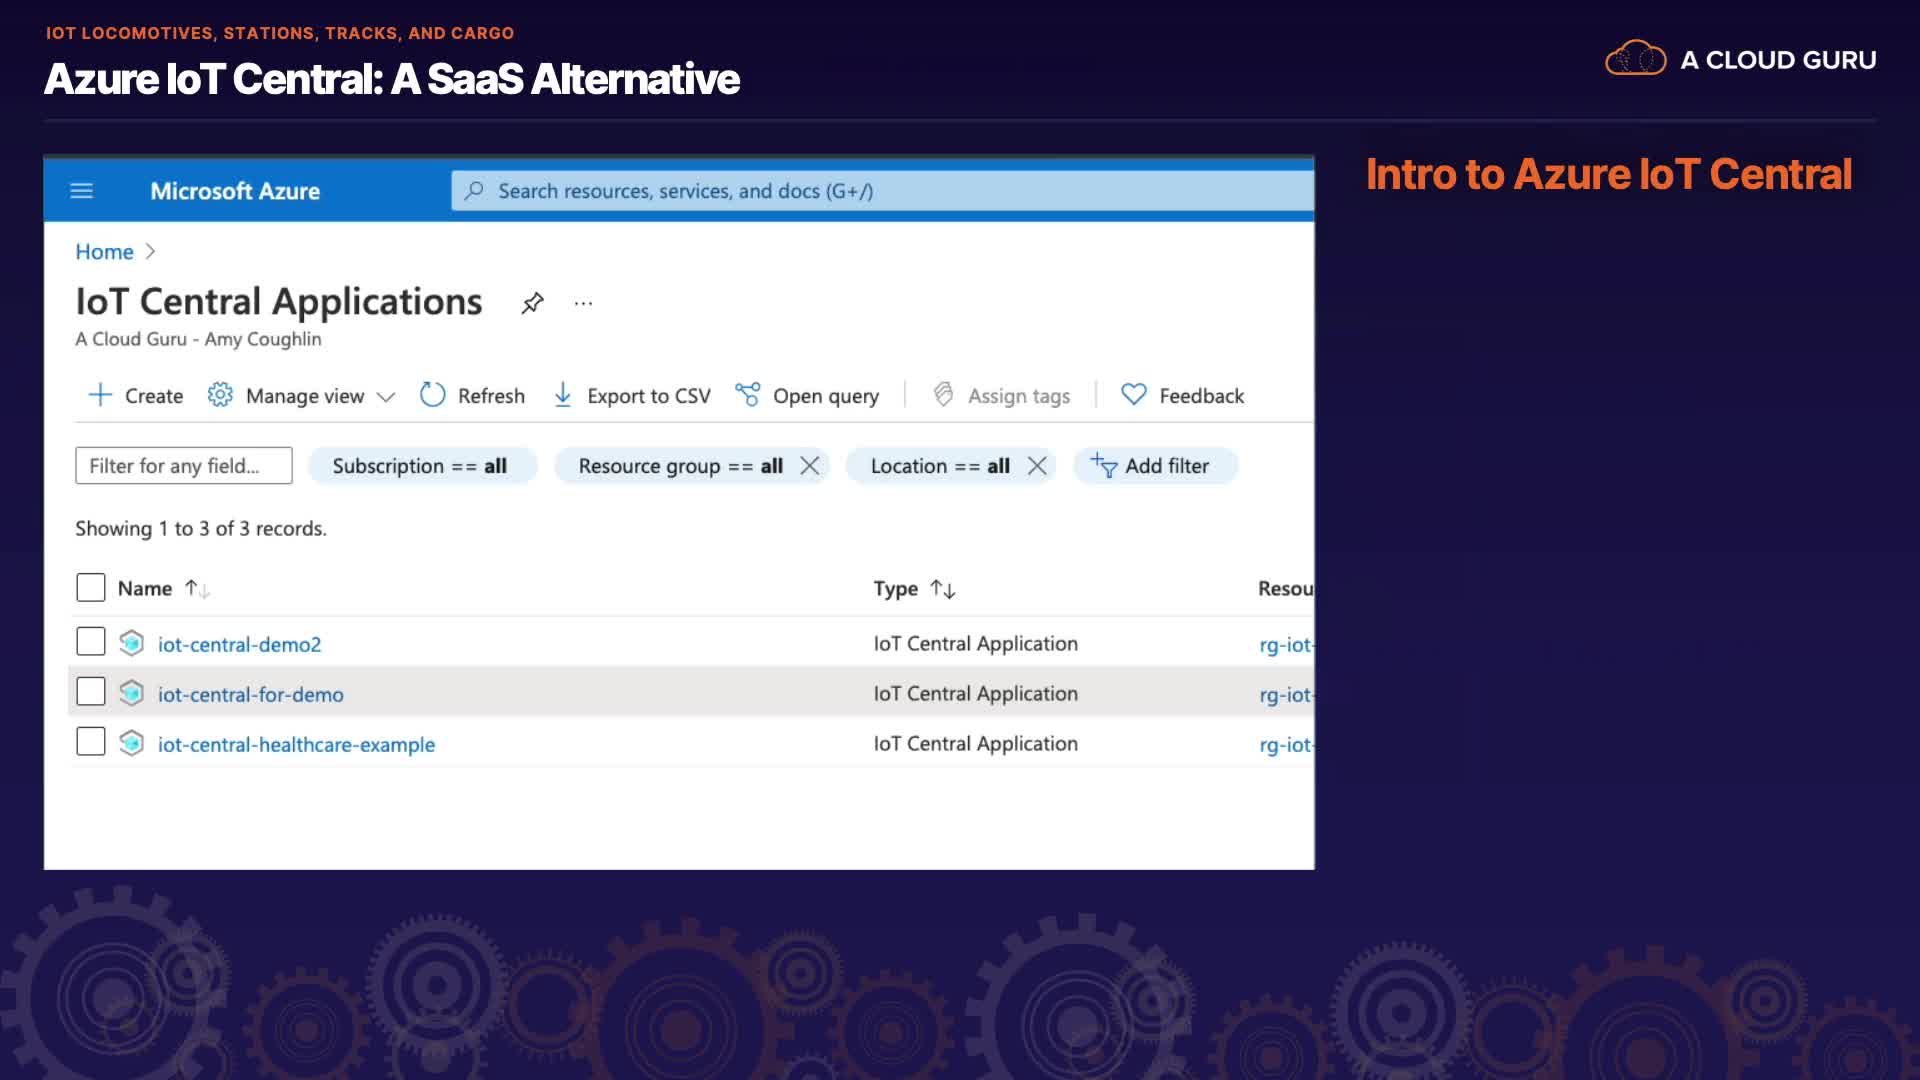 IOT LOCOMOTIVES, STATIONS, TRACKS, AND CARGO
Azure IoT Central: A SaaS Alternative
A CLOUD GURU
Intro to Azure IoT Central
Microsoft Azure
Search resources, services, and docs (G+/)
Home
IoT Central Applications
...
A Cloud Guru - Amy Coughlin
Create Manage view Refresh Export to CSV Open query Assign tags Feedback
Filter for any field... Subscription == all Resource group == all Location == all Add filter
Showing 1 to 3 of 3 records.
Name Type Resou
iot-central-demo2 IoT Central Application rg-iot-
iot-central-for-demo IoT Central Application rg-iot-
iot-central-healthcare-example IoT Central Application rg-iot-